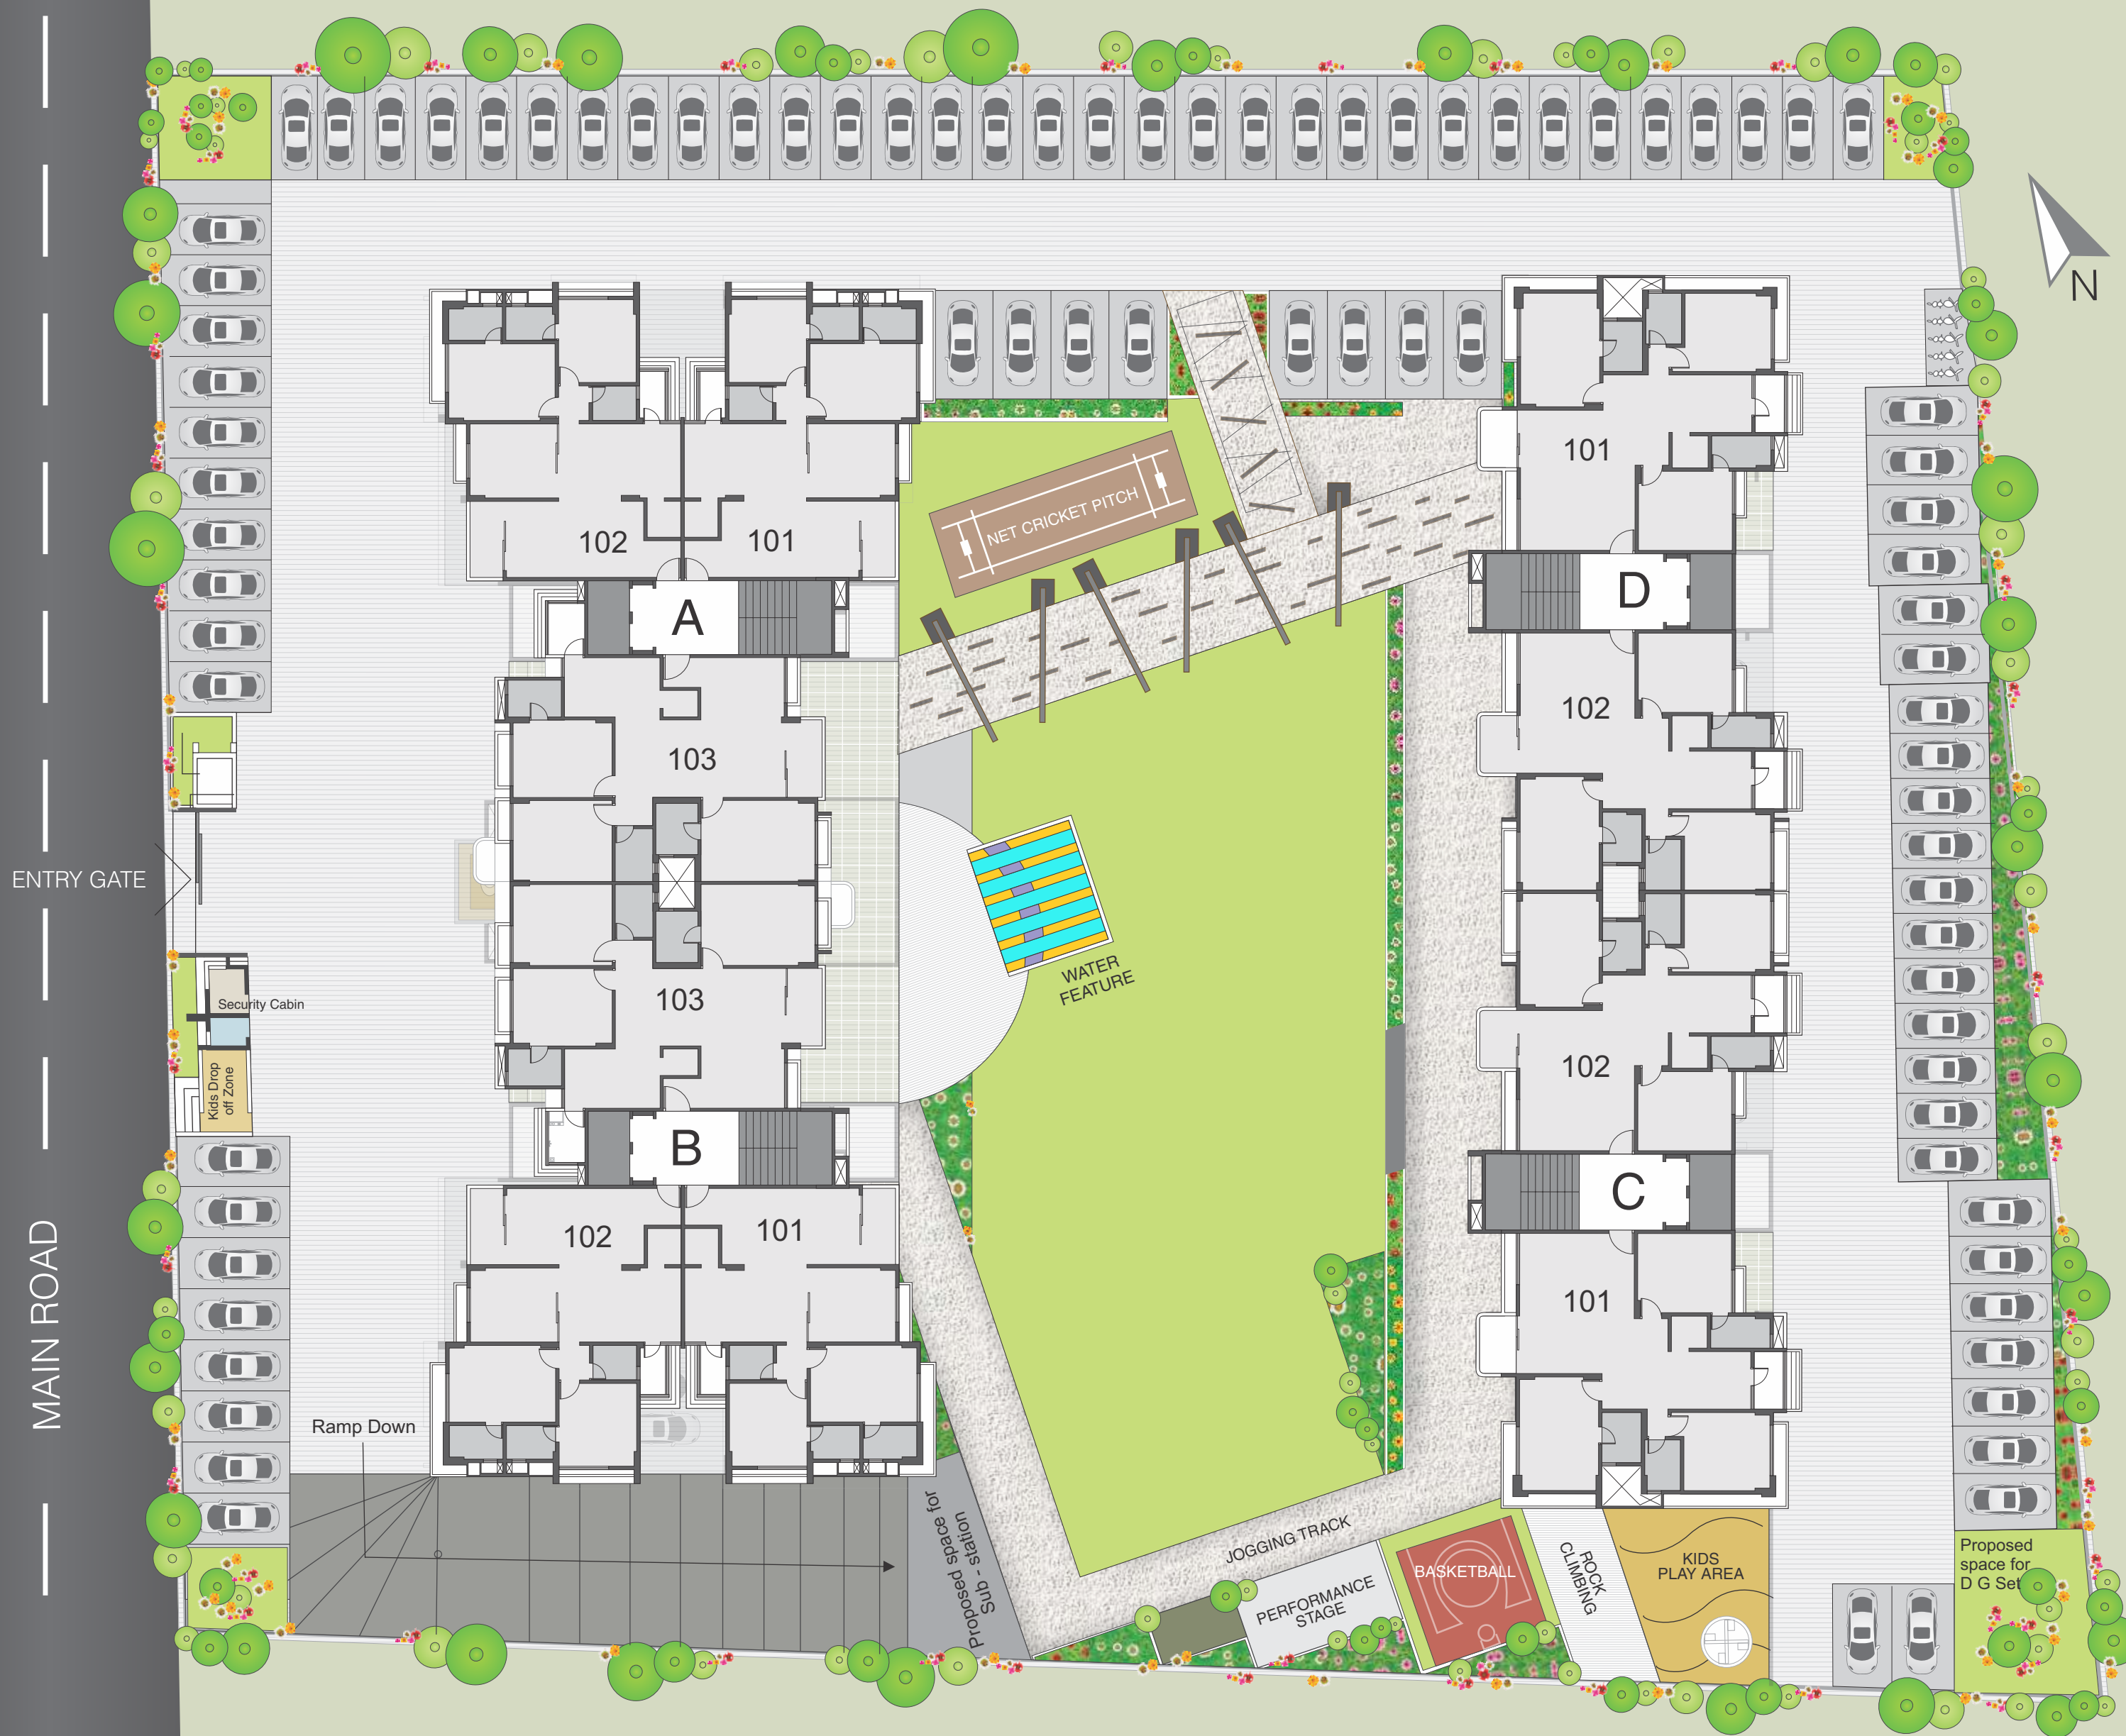 N
101
102
101
NET CRICKET PITCH
A
D
102
103
ENTRY GATE
WATER
FEATURE
Security Cabin
103
Kids Drop
off Zone
102
B
C
102
101
MAIN ROAD
101
Ramp Down
Proposed space for
Sub - station
JOGGING TRACK
PERFORMANCE
STAGE
BASKETBALL
ROCK
CLIMBING
KIDS
PLAY AREA
Proposed
space for
D G Set